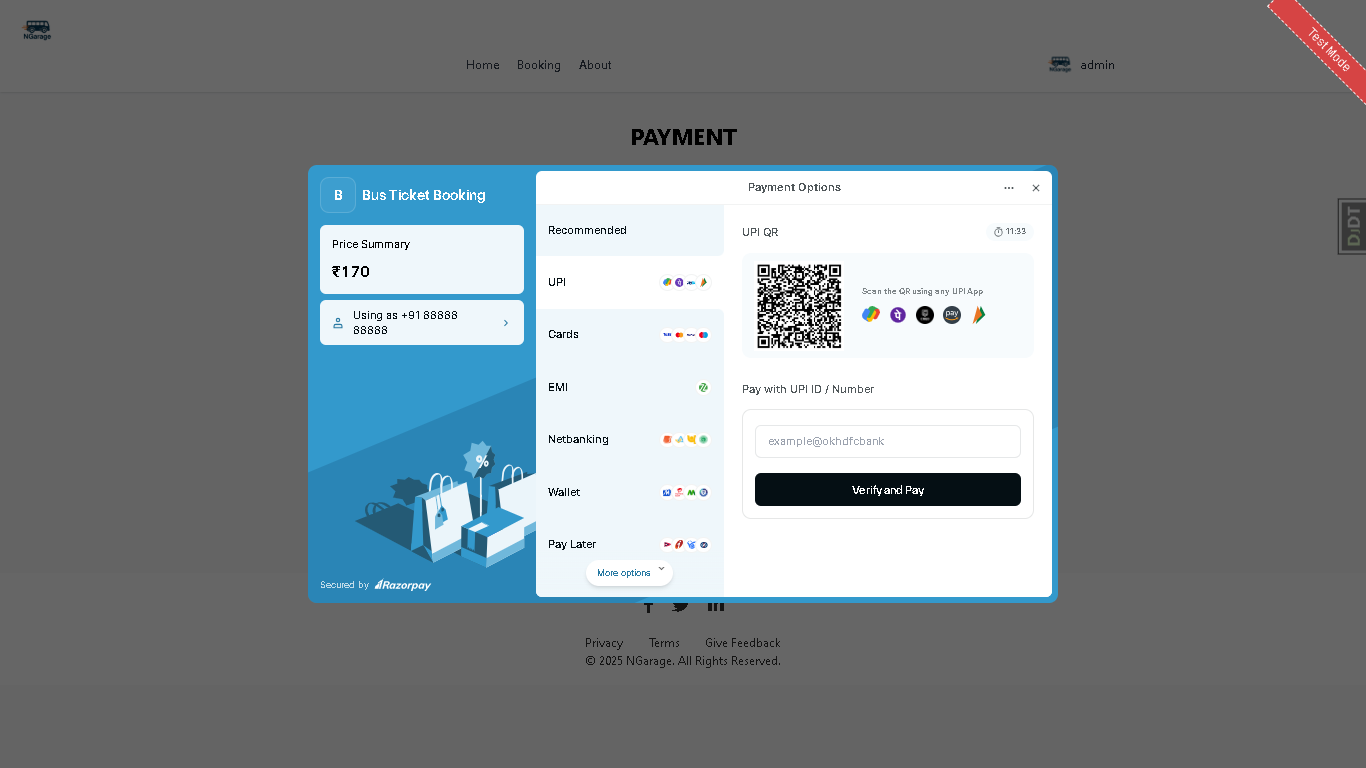 NGarage
Home Booking About
NGarage admin
Test Mode
PAYMENT
B Bus Ticket Booking
Price Summary
₹170
Using as +91 88888
88888
%
Secured by Razorpay
Payment Options
Recommended
UPI
Cards
EMI
Netbanking
Wallet
Pay Later
More options
UPI QR
11:33
Scan the QR using any UPI App
pay
Pay with UPI ID / Number
example@okhdfcbank
Verify and Pay
DJDT
Privacy Terms Give Feedback
© 2025 NGarage. All Rights Reserved.